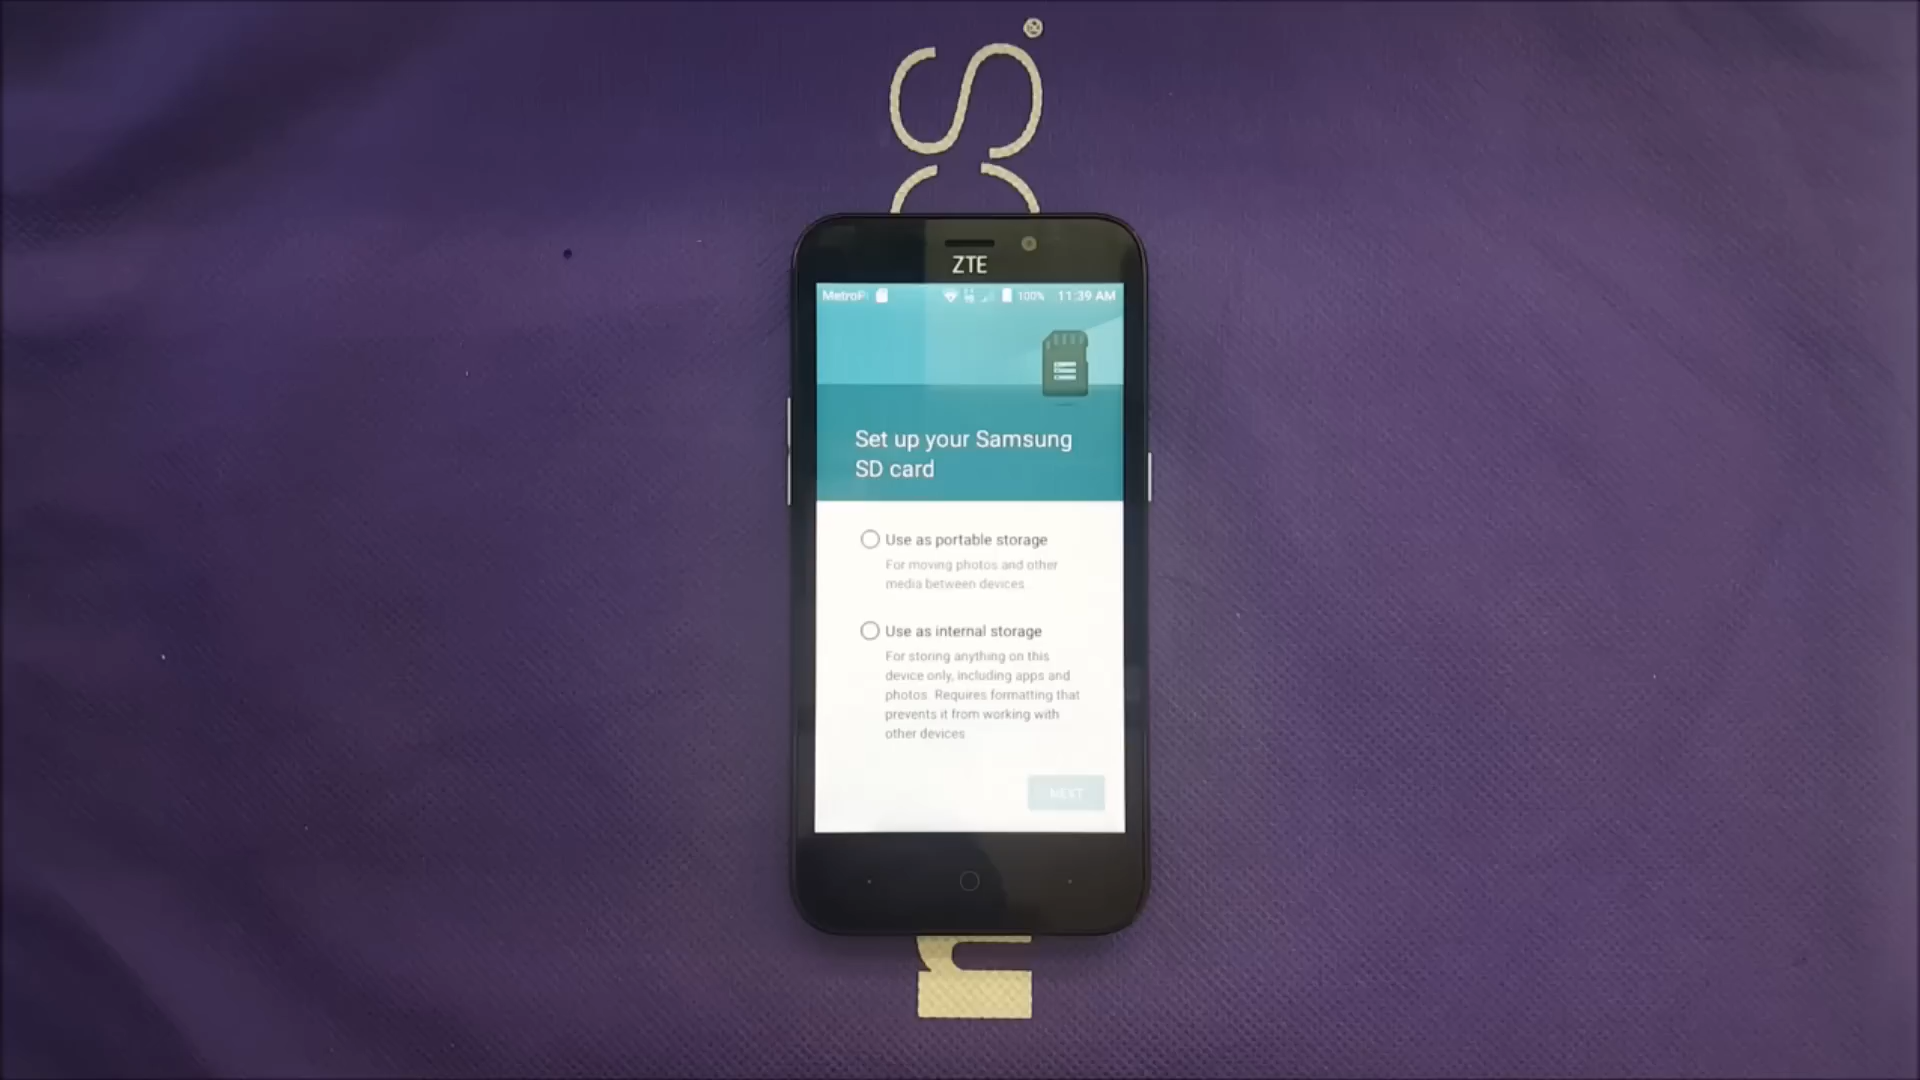 ZTE
MetroP
100% 11:39 AM
Set up your Samsung
SD card
Use as portable storage
For moving photos and other
media between devices
Use as internal storage
For storing anything on this
device only, including apps and
photos. Requires formatting that
prevents it from working with
other devices
NEXT